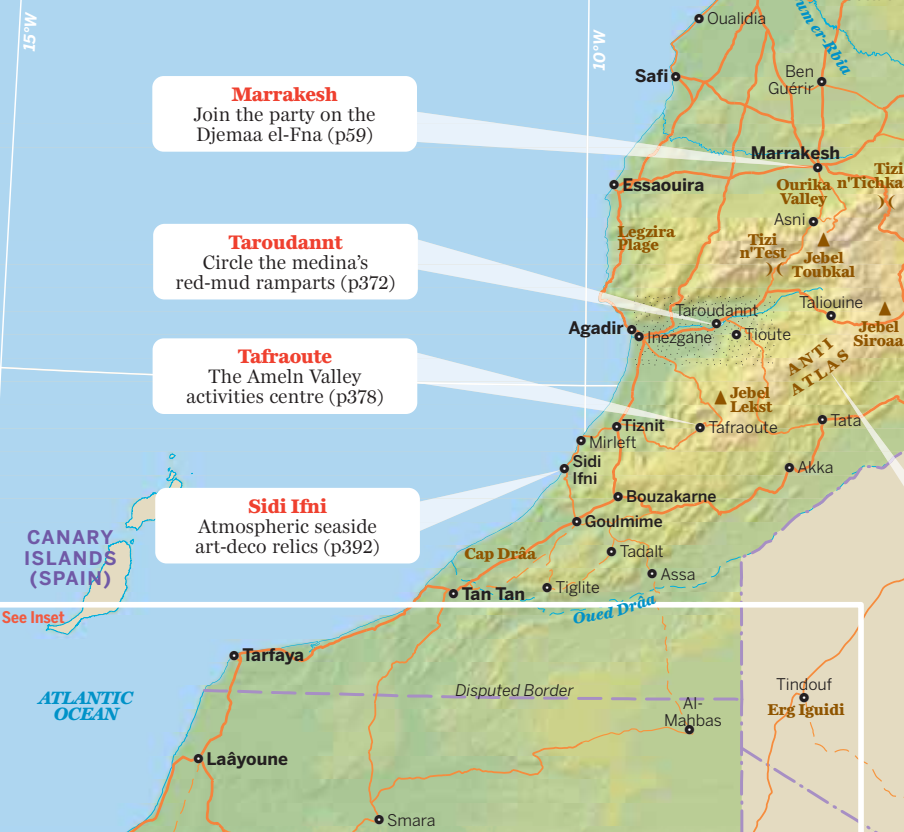 15°W
10°W
Oualidia
Oum er-Rbia
Safi
Ben
Guérir
Marrakesh
Join the party on the
Djemaa el-Fna (p59)
Marrakesh
Essaouira
Ourika
Valley
Tizi
n'Tichka
Asni
Legzira
Plage
Tizi
n'Test
Jebel
Toubkal
Taroudannt
Circle the medina's
red-mud ramparts (p372)
Taroudannt
Taliouine
Agadir
Inezgane
Tioute
Jebel
Siroaa
ANTI
ATLAS
Tafraoute
The Ameln Valley
activities centre (p378)
Jebel
Lekst
Tiznit
Tafraoute
Tata
Mirleft
Sidi
Ifni
Akka
Sidi Ifni
Atmospheric seaside
art-deco relics (p392)
Bouzakarne
Goulmime
CANARY
ISLANDS
(SPAIN)
Cap Drâa
Tadalt
Assa
Tiglite
Tan Tan
Oued Drâa
See Inset
Tarfaya
Disputed Border
Tindouf
Erg Iguidi
Al-
Mahbas
ATLANTIC
OCEAN
Laâyoune
Smara